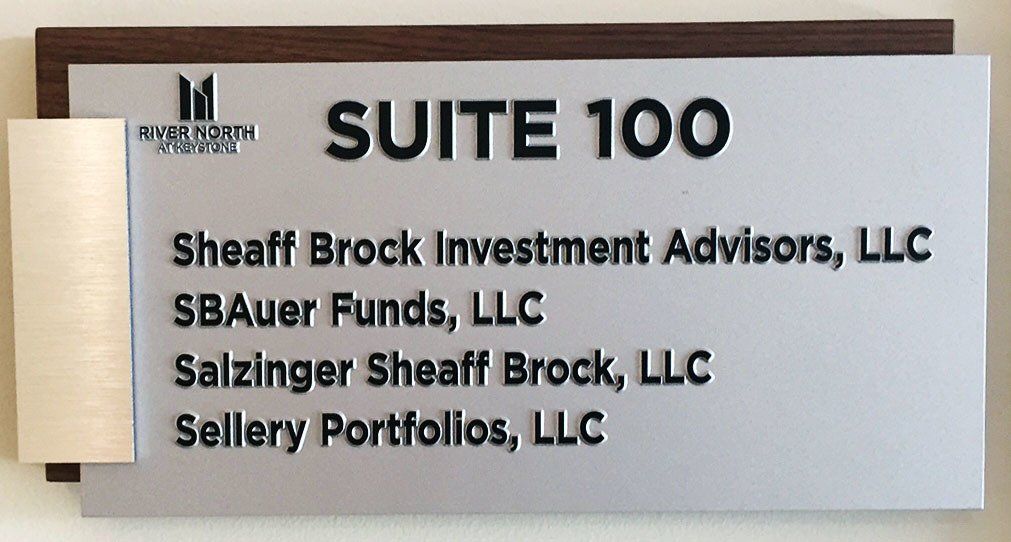 RIVER NORTH
AT KEYSTONE
SUITE 100
Sheaff Brock Investment Advisors, LLC
SBAuer Funds, LLC
Salzinger Sheaff Brock, LLC
Sellery Portfolios, LLC